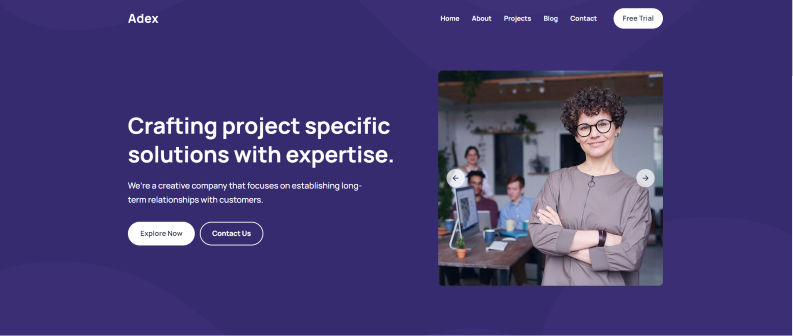 Adex
Home About Projects Blog Contact Free Trial
Crafting project specific
solutions with expertise.
We're a creative company that focuses on establishing long-
term relationships with customers.
Explore Now Contact Us